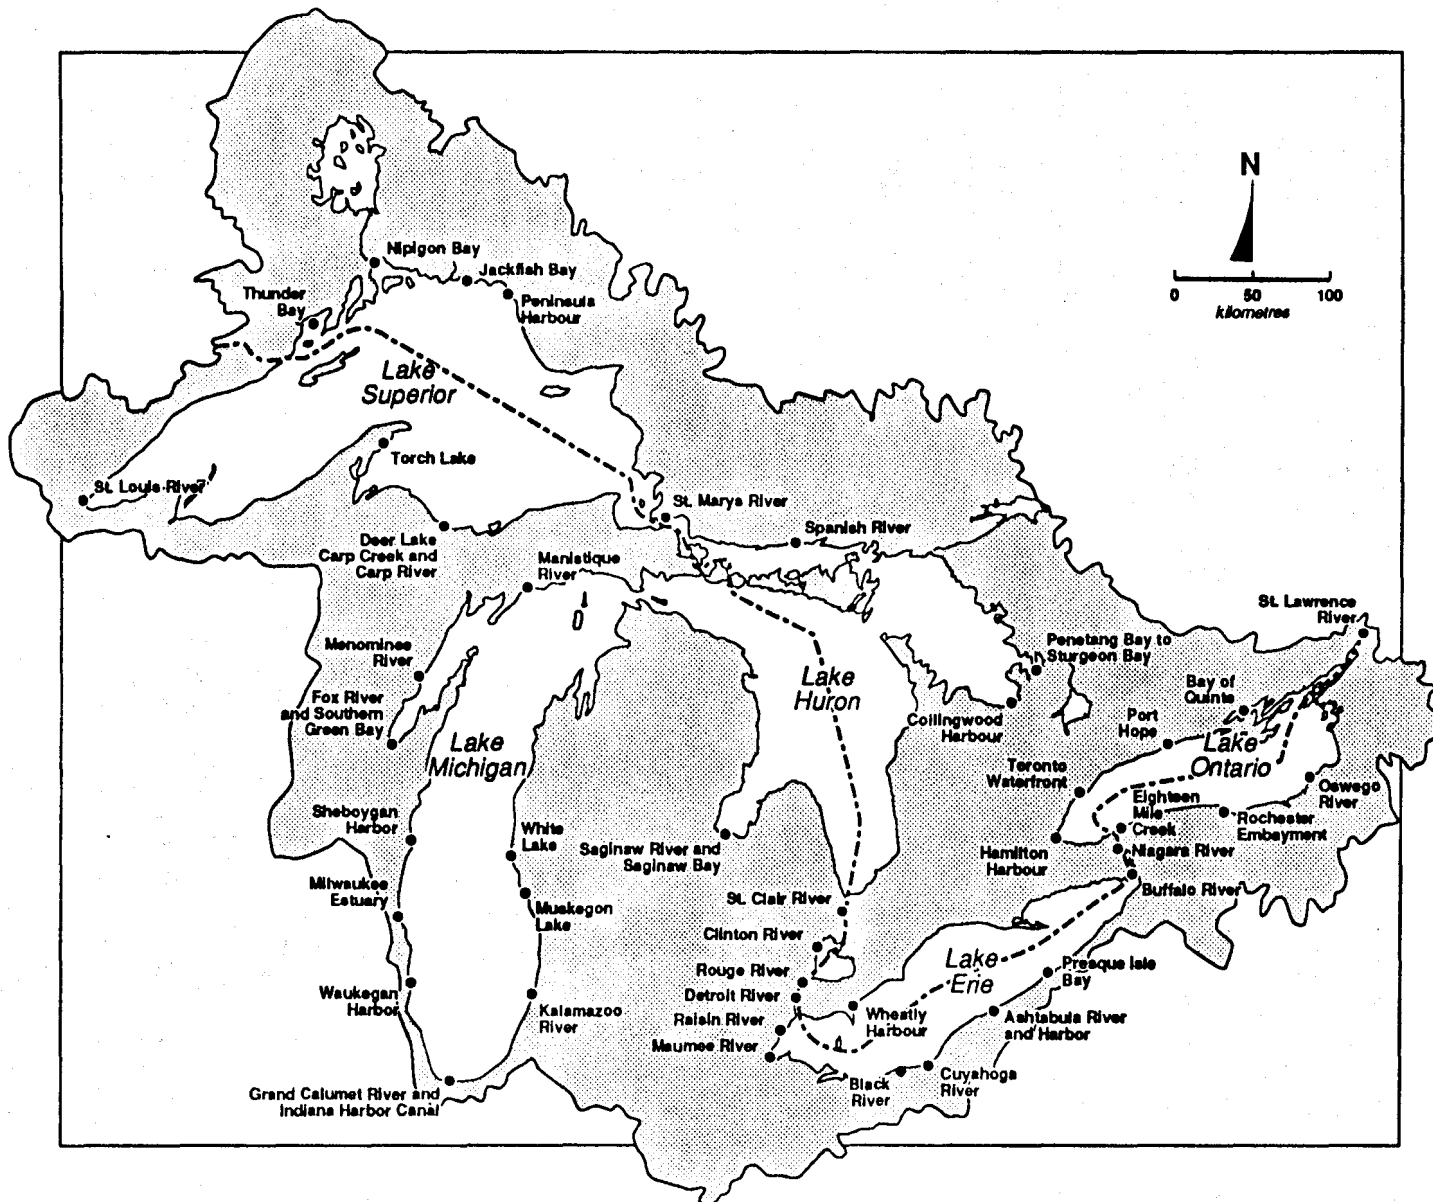 N
0 50 100
kilometres
Nipigon Bay
Jackfish Bay
Thunder
Bay
Peninsula
Harbour
Lake
Superior
Torch Lake
St. Louis River
St. Marys River
Spanish River
Deer Lake
Carp Creek and
Carp River
Manistique
River
St. Lawrence
River
Menominee
River
Penetang Bay to
Sturgeon Bay
Fox River
and Southern
Green Bay
Lake
Huron
Bay of
Quinte
Collingwood
Harbour
Port
Hope
Lake
Michigan
Lake
Ontario
Toronto
Waterfront
Oswego
River
Eighteen
Mile
Creek
Rochester
Embayment
Sheboygan
Harbor
White
Lake
Saginaw River and
Saginaw Bay
Hamilton
Harbour
Niagara River
Buffalo River
Milwaukee
Estuary
Muskegon
Lake
St. Clair River
Clinton River
Lake
Erie
Presque Isle
Bay
Rouge River
Detroit River
Waukegan
Harbor
Kalamazoo
River
Raisin River
Wheatly
Harbour
Ashtabula River
and Harbor
Maumee River
Black
River
Cuyahoga
River
Grand Calumet River and
Indiana Harbor Canal